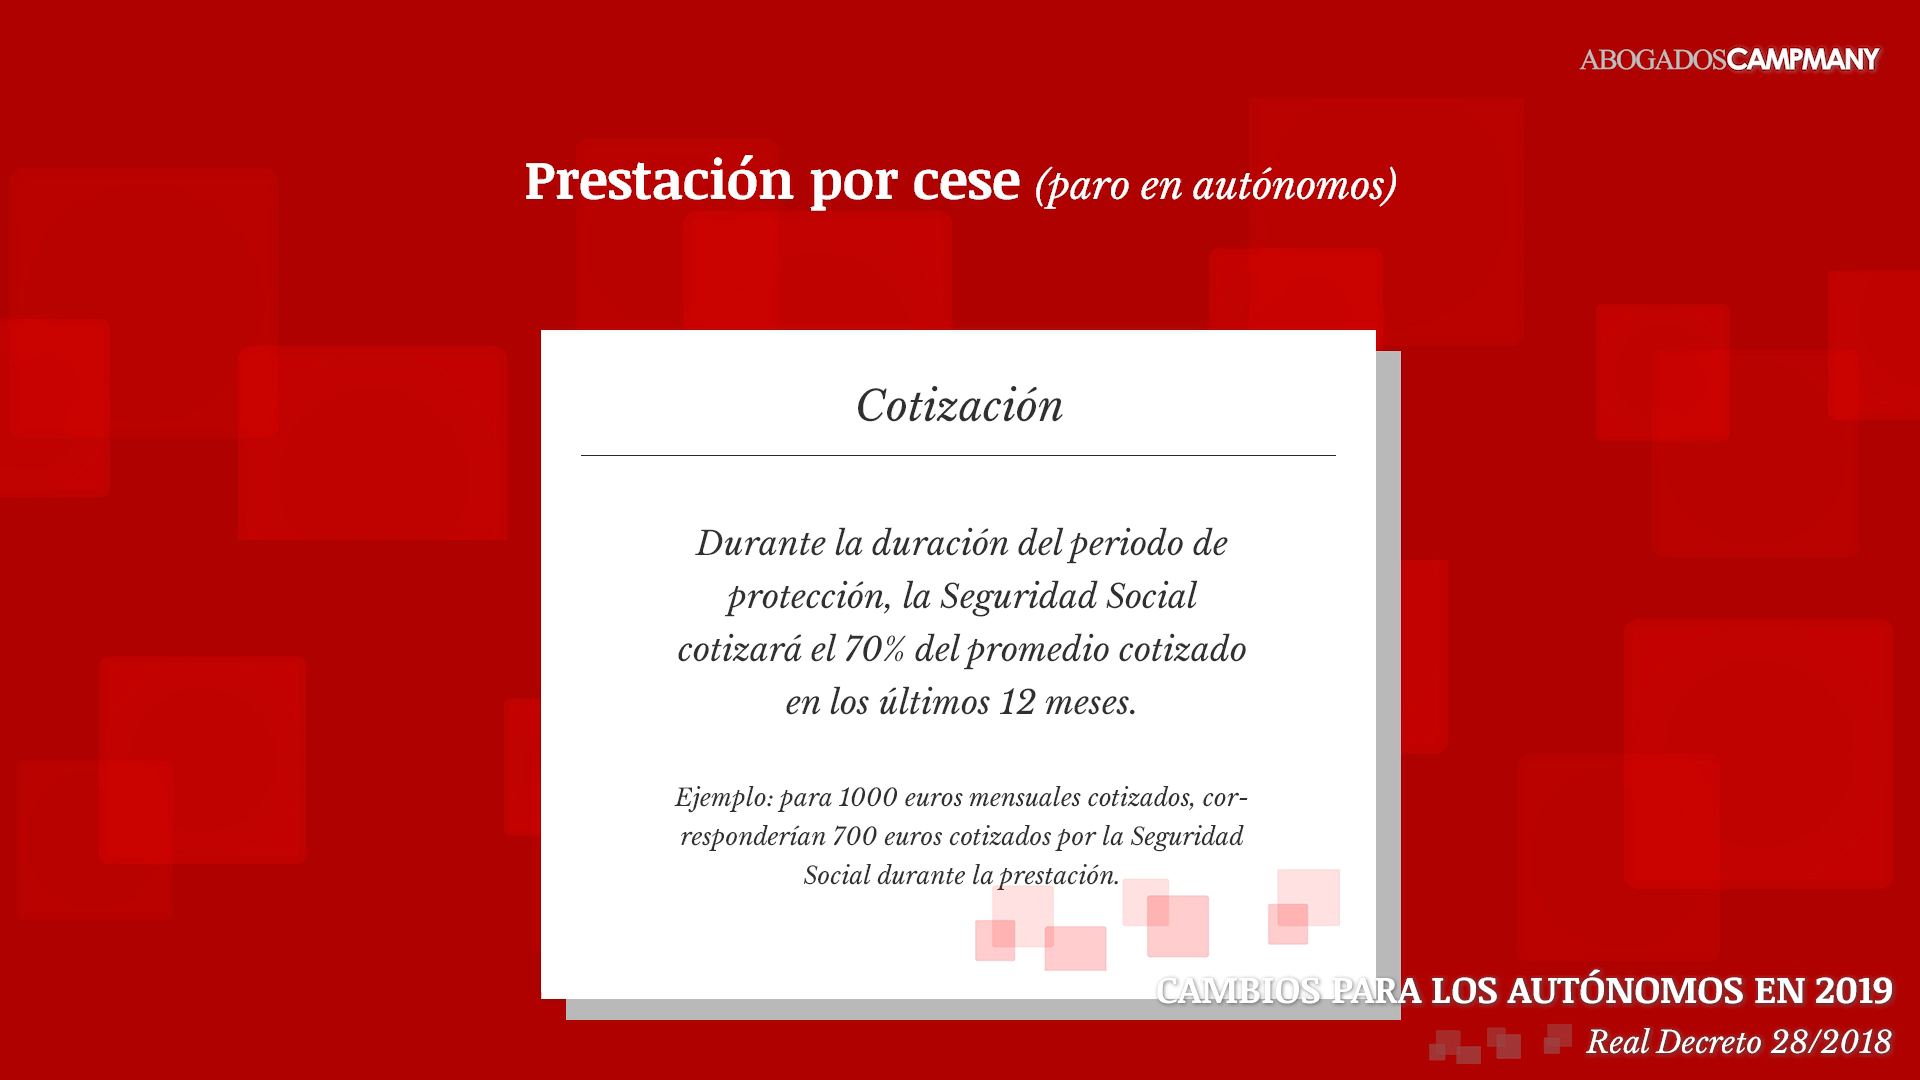 ABOGADOSCAMPMANY
Prestación por cese (paro en autónomos)
Cotización
Durante la duración del periodo de
protección, la Seguridad Social
cotizará el 70% del promedio cotizado
en los últimos 12 meses.
Ejemplo: para 1000 euros mensuales cotizados, cor-
responderían 700 euros cotizados por la Seguridad
Social durante la prestación.
CAMBIOS PARA LOS AUTÓNOMOS EN 2019
Real Decreto 28/2018